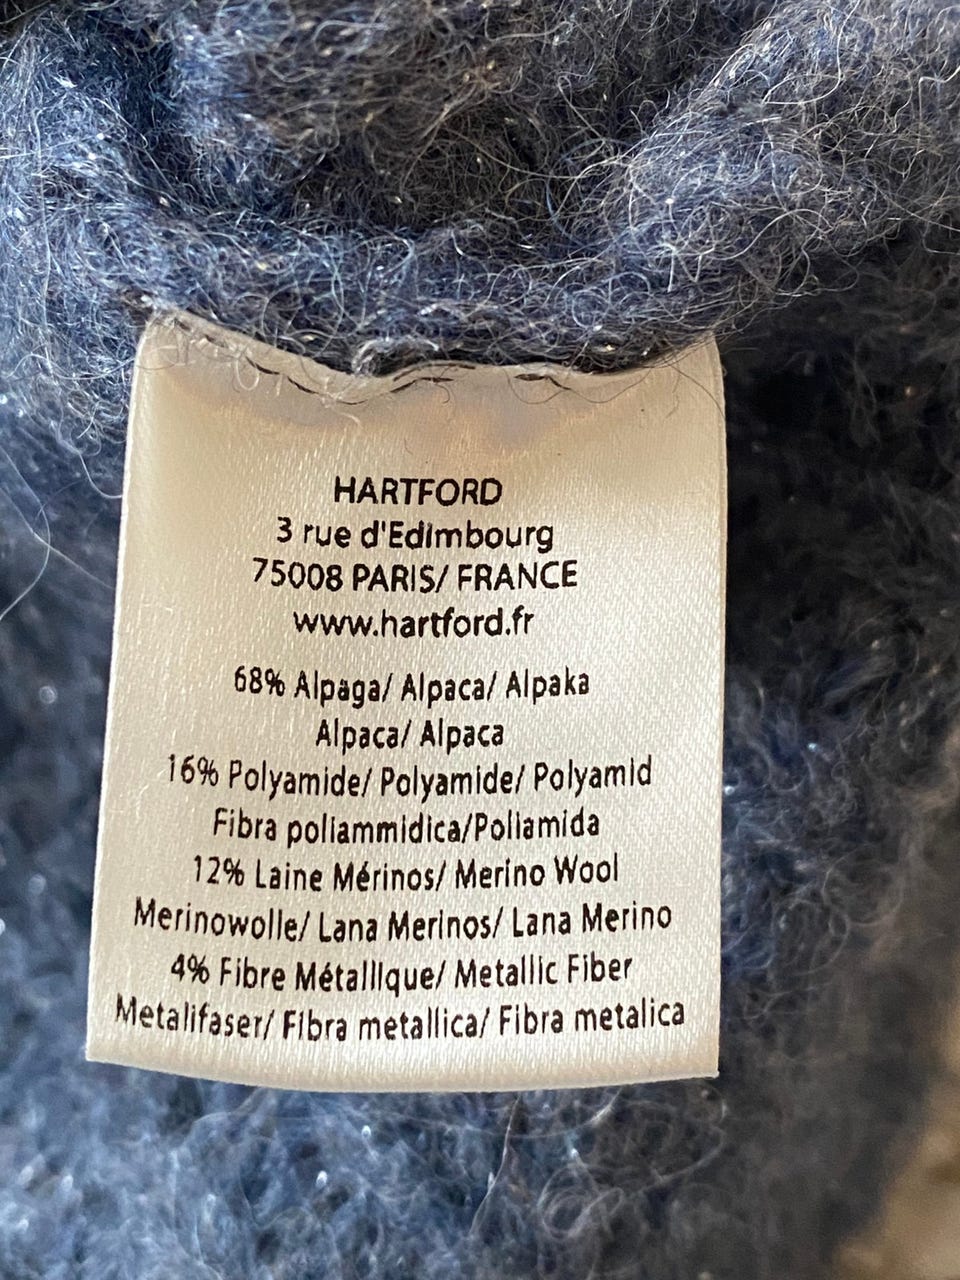 HARTFORD
3 rue d'Edimbourg
75008 PARIS/ FRANCE
www.hartford.fr
68% Alpaga/ Alpaca/ Alpaka
Alpaca/ Alpaca
16% Polyamide/ Polyamide/ Polyamid
Fibra poliammidica/Poliamida
12% Laine Mérinos/ Merino Wool
Merinowolle/ Lana Merinos/ Lana Merino
4% Fibre Métallique/ Metallic Fiber
Metalifaser/ Fibra metallica/ Fibra metalica